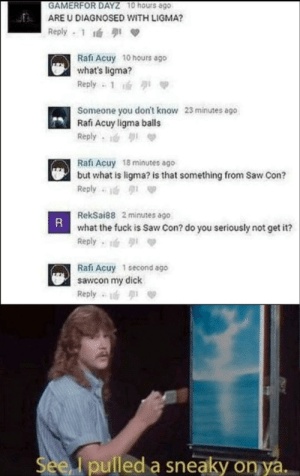 GAMERFOR DAYZ 10 hours ago
ARE U DIAGNOSED WITH LIGMA?
Reply · 1
Rafi Acuy 10 hours ago
what's ligma?
Reply · 1
Someone you don't know 23 minutes ago
Rafi Acuy ligma balls
Reply ·
Rafi Acuy 18 minutes ago
but what is ligma? is that something from Saw Con?
Reply ·
R
RekSai88 2 minutes ago
what the fuck is Saw Con? do you seriously not get it?
Reply ·
Rafi Acuy 1 second ago
sawcon my dick
Reply ·
See, I pulled a sneaky on ya.